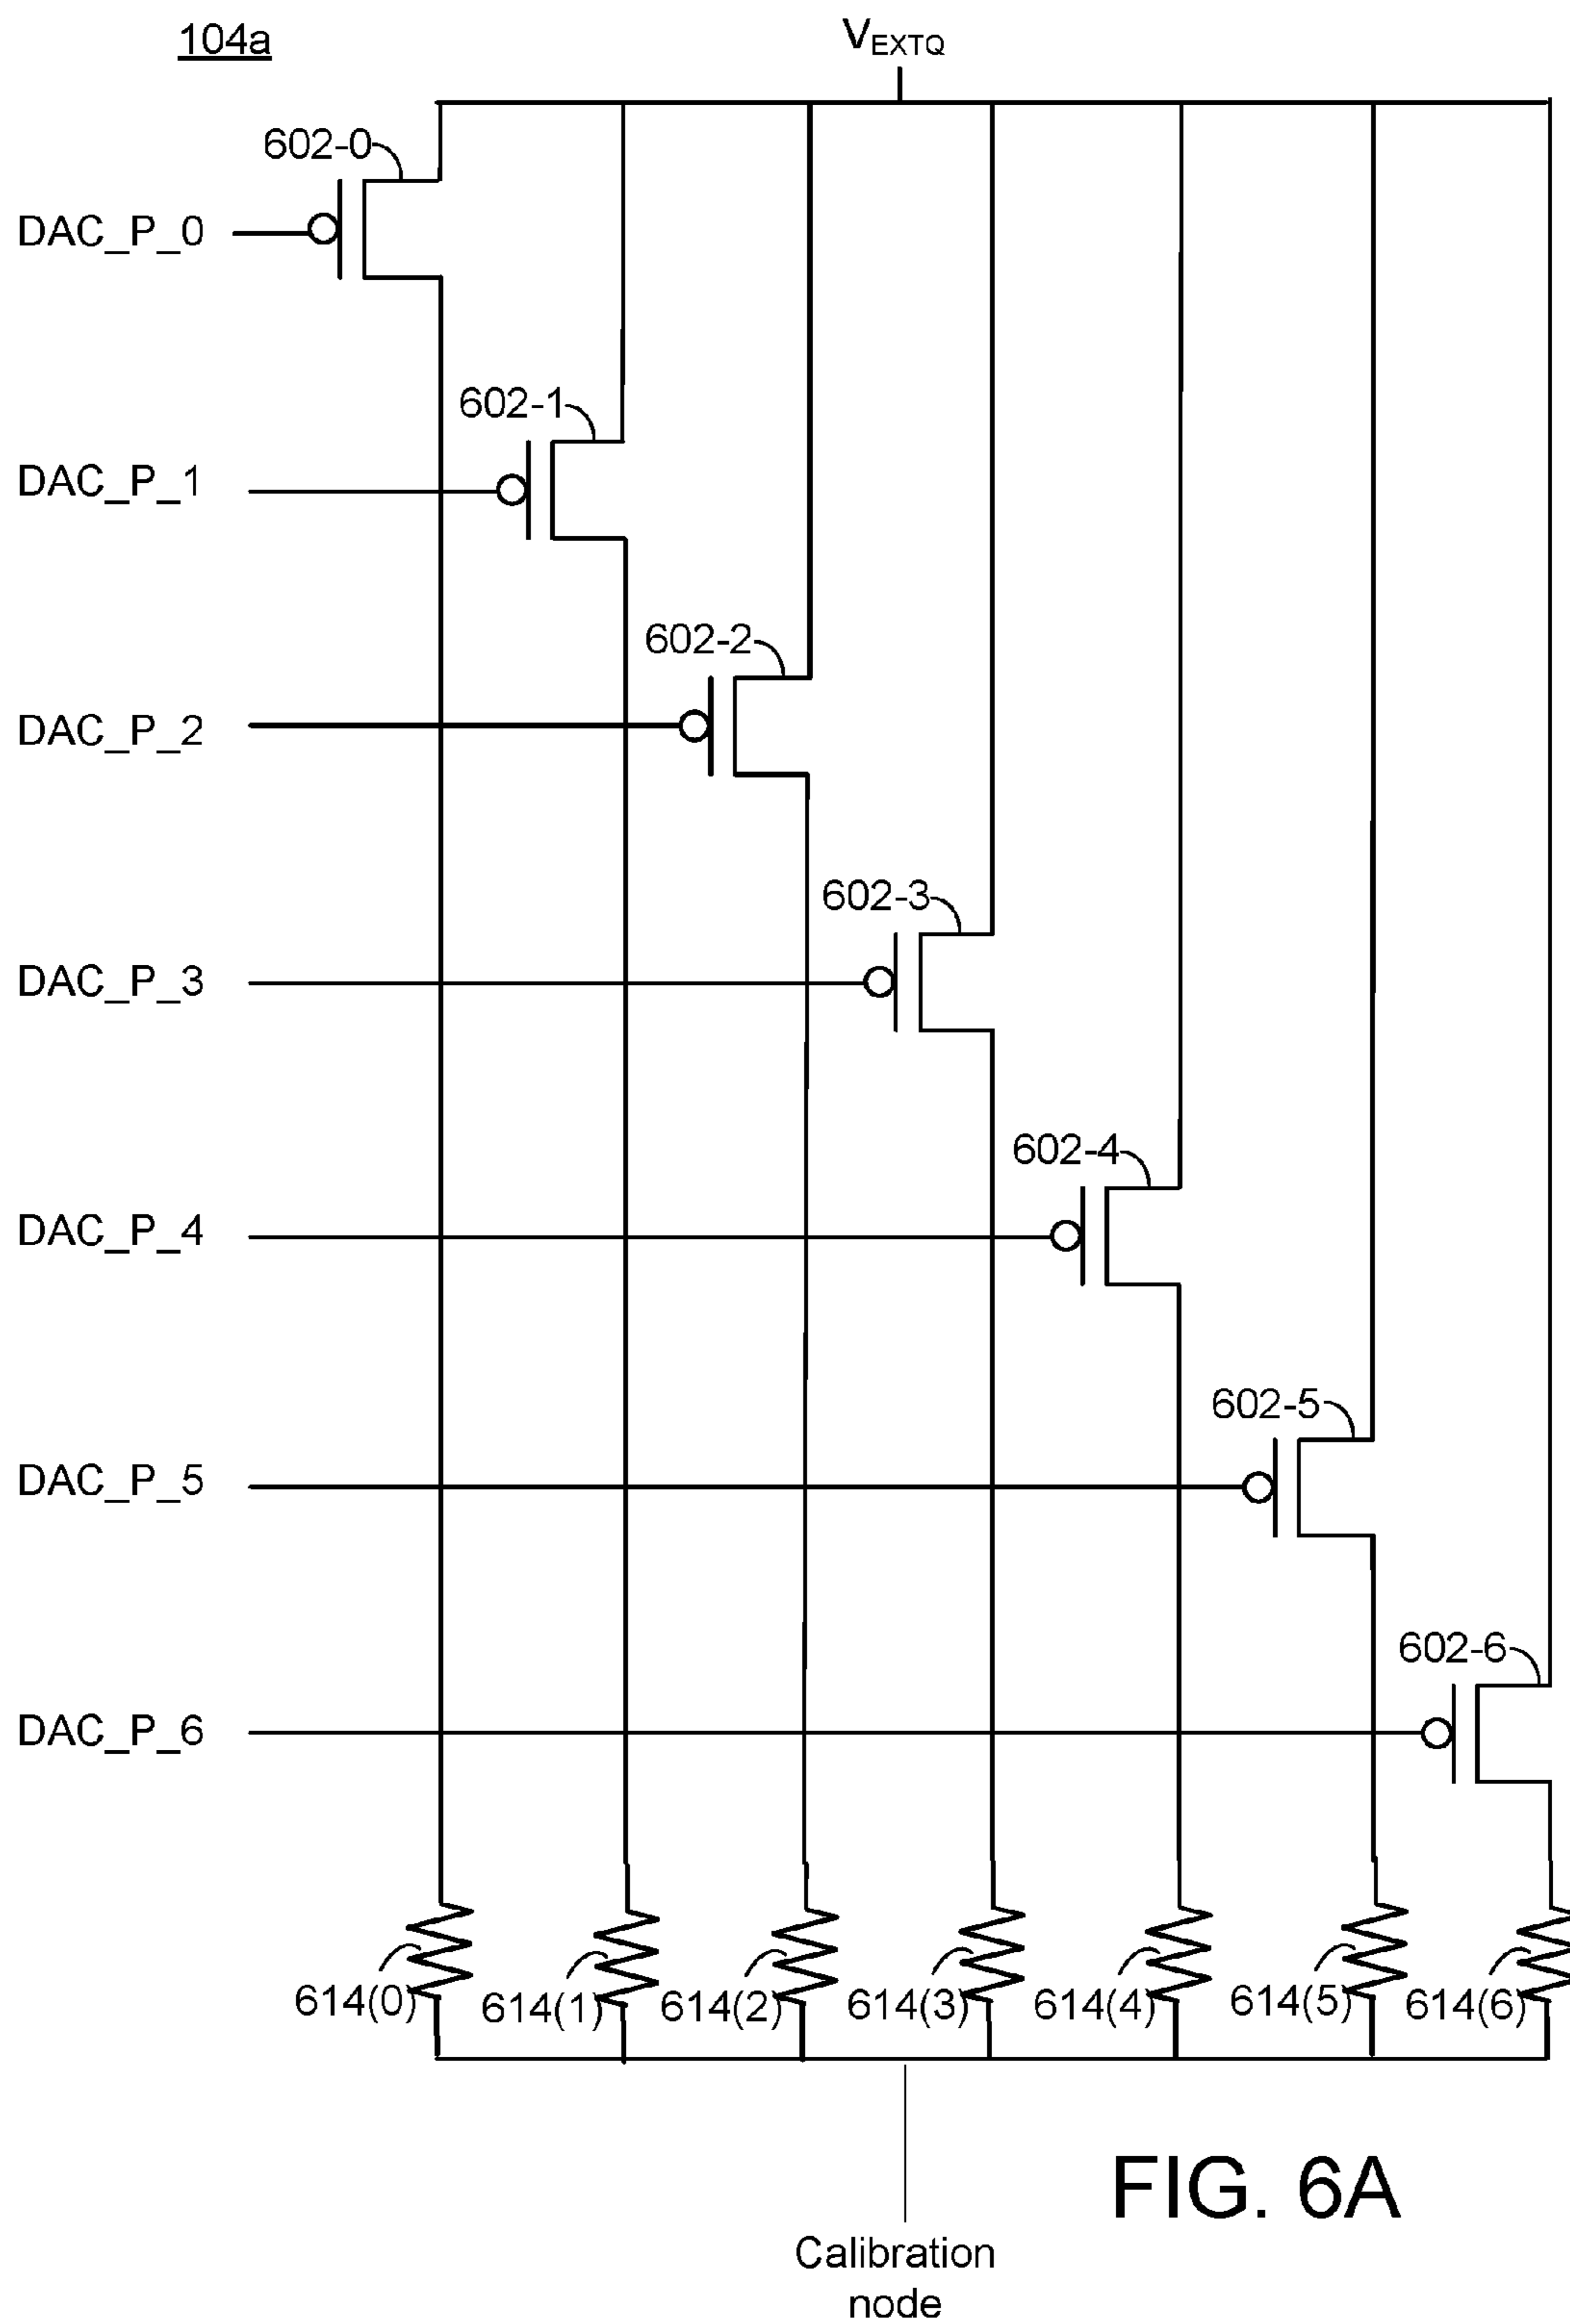 104a
V_EXTQ
602-0
DAC_P_0
602-1
DAC_P_1
602-2
DAC_P_2
602-3
DAC_P_3
602-4
DAC_P_4
602-5
DAC_P_5
602-6
DAC_P_6
614(0) 614(1) 614(2) 614(3) 614(4) 614(5) 614(6)
FIG. 6A
Calibration
node